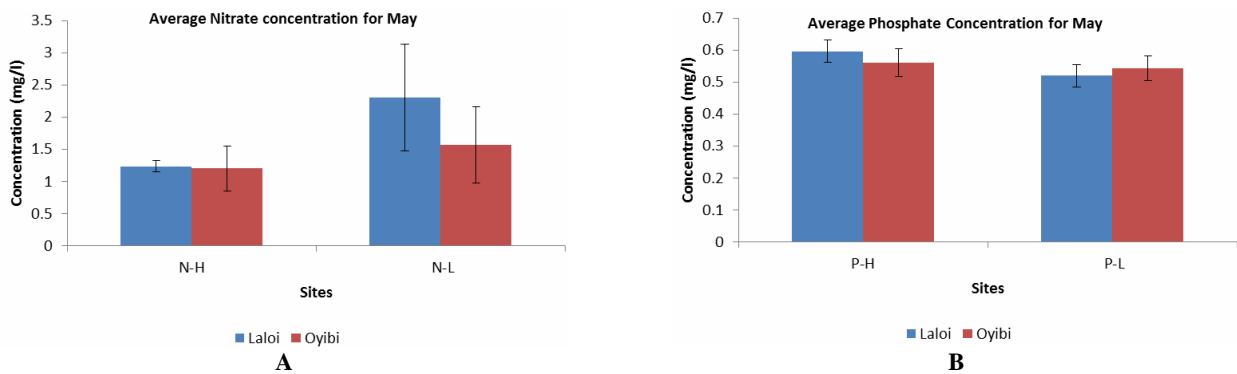 Average Nitrate concentration for May
Concentration (mg/l)
3.5
3
2.5
2
1.5
1
0.5
0
N-H
N-L
Sites
Laloi
Oyibi
A
Average Phosphate Concentration for May
Concentration (mg/l)
0.7
0.6
0.5
0.4
0.3
0.2
0.1
0
P-H
P-L
Sites
Laloi
Oyibi
B